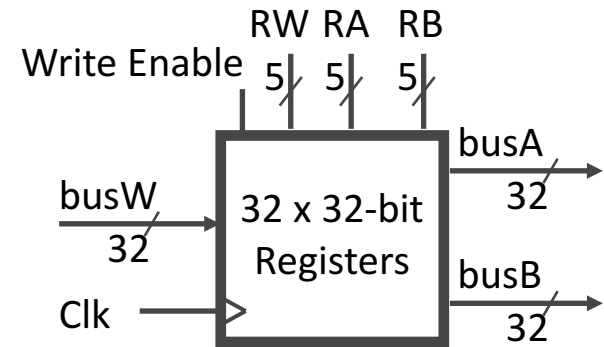 RW RA RB
Write Enable
5 5 5
busA
32
busW
32
32 x 32-bit
Registers
busB
32
Clk